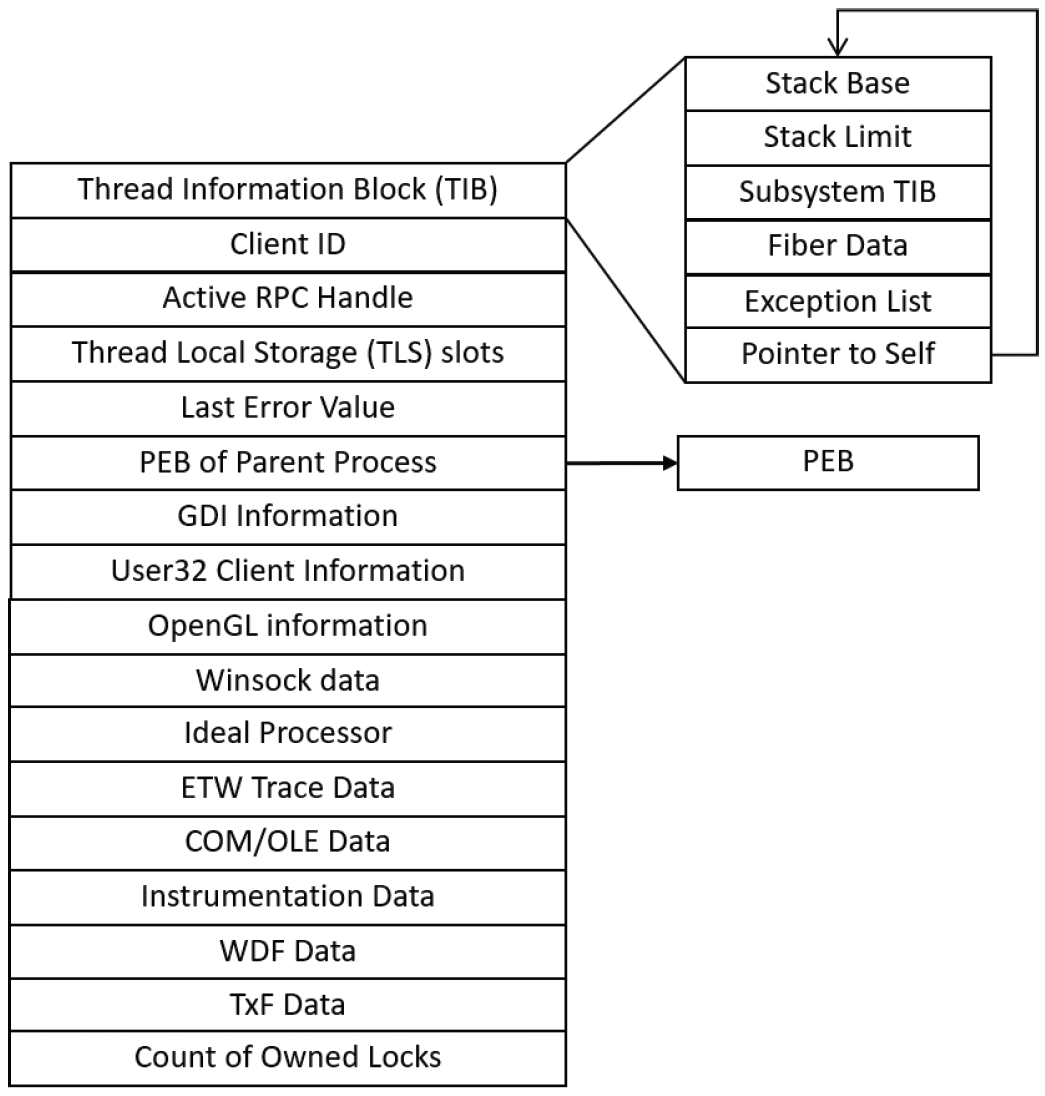 Thread Information Block (TIB)
Client ID
Active RPC Handle
Thread Local Storage (TLS) slots
Last Error Value
PEB of Parent Process
GDI Information
User32 Client Information
OpenGL information
Winsock data
Ideal Processor
ETW Trace Data
COM/OLE Data
Instrumentation Data
WDF Data
TxF Data
Count of Owned Locks
Stack Base
Stack Limit
Subsystem TIB
Fiber Data
Exception List
Pointer to Self
PEB